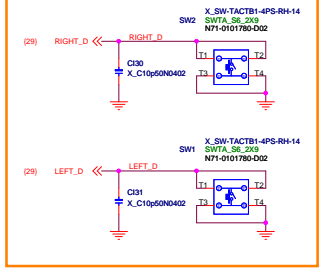 X_SW-TACTB1-4PS-RH-14
SW2 SWTA_S6_2X9
N71-0101780-D02
(29) RIGHT_D RIGHT_D
T1 T2
CI30
X_C10p50N0402
T3 T4
X_SW-TACTB1-4PS-RH-14
SW1 SWTA_S6_2X9
N71-0101780-D02
(29) LEFT_D LEFT_D
T1 T2
CI31
X_C10p50N0402
T3 T4